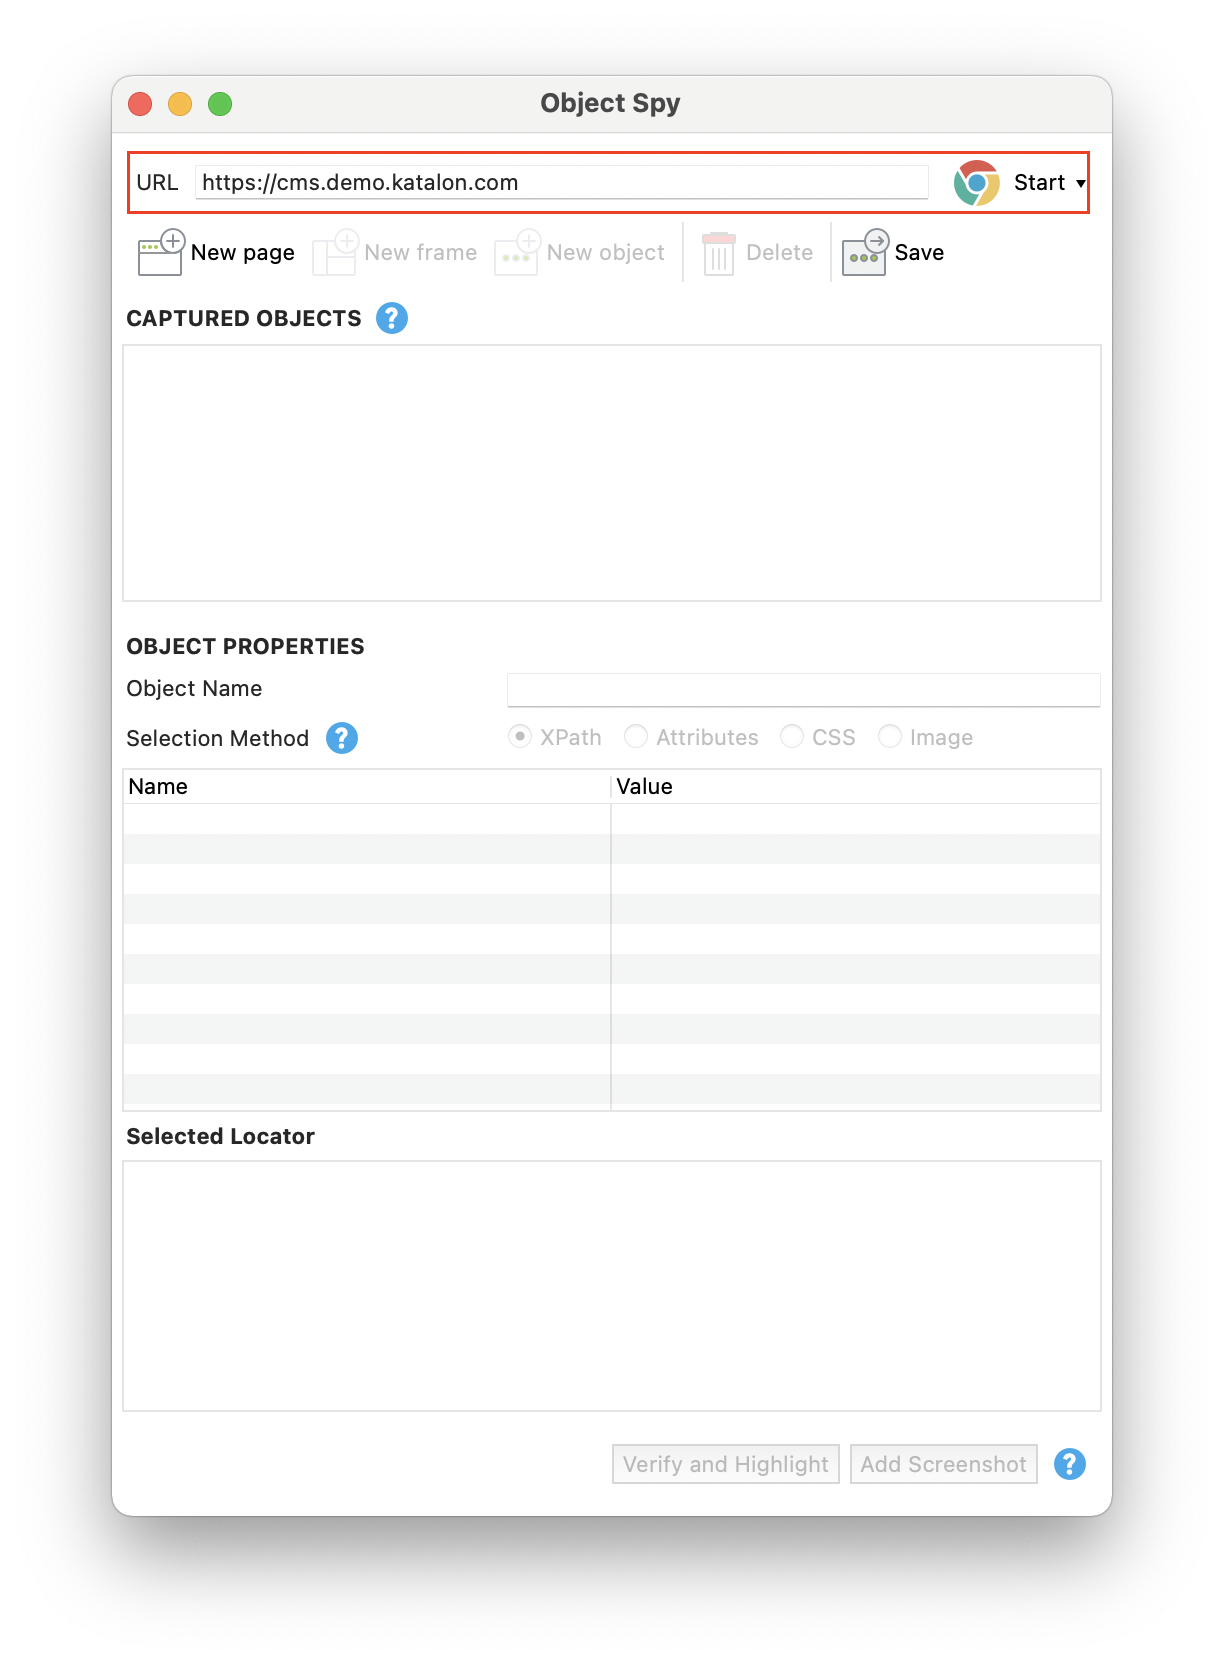 Object Spy
URL https://cms.demo.katalon.com Start
New page New frame New object Delete Save
CAPTURED OBJECTS ?
OBJECT PROPERTIES
Object Name
Selection Method ? XPath Attributes CSS Image
Name Value
Selected Locator
Verify and Highlight Add Screenshot ?